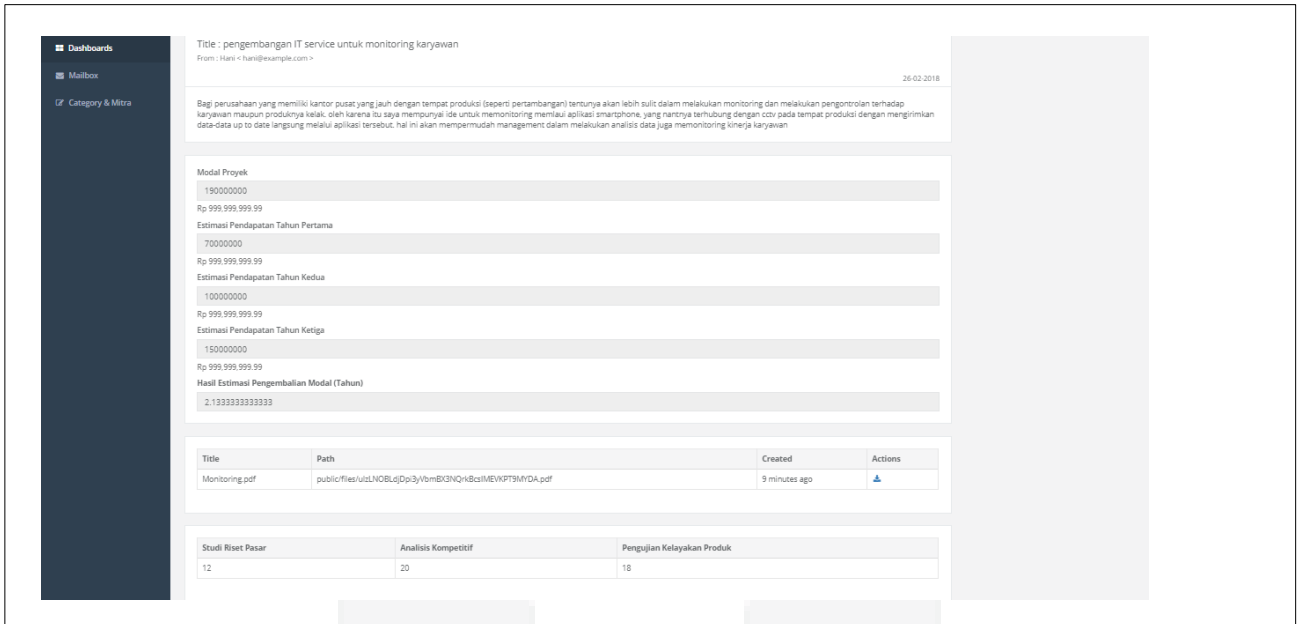 Dashboards
Mailbox
Category & Mitra
Title : pengembangan IT service untuk monitoring karyawan
From : Hani < hani@example.com >
26-02-2018
Bagi perusahaan yang memiliki kantor pusat yang jauh dengan tempat produksi (seperti pertambangan) tentunya akan lebih sulit dalam melakukan monitoring dan melakukan pengontrolan terhadap
karyawan maupun produknya kelak. oleh karena itu saya mempunyai ide untuk memonitoring memlaui aplikasi smartphone, yang nantnya terhubung dengan cctv pada tempat produksi dengan mengirimkan
data-data up to date langsung melalui aplikasi tersebut. hal ini akan mempermudah management dalam melakukan analisis data juga memonitoring kinerja karyawan
Modal Proyek
190000000
Rp 999,999,999.99
Estimasi Pendapatan Tahun Pertama
70000000
Rp 999,999,999.99
Estimasi Pendapatan Tahun Kedua
100000000
Rp 999,999,999.99
Estimasi Pendapatan Tahun Ketiga
150000000
Rp 999,999,999.99
Hasil Estimasi Pengembalian Modal (Tahun)
2.1333333333333
Title Path Created Actions
Monitoring.pdf 9 minutes ago
Studi Riset Pasar Analisis Kompetitif Pengujian Kelayakan Produk
12 20 18